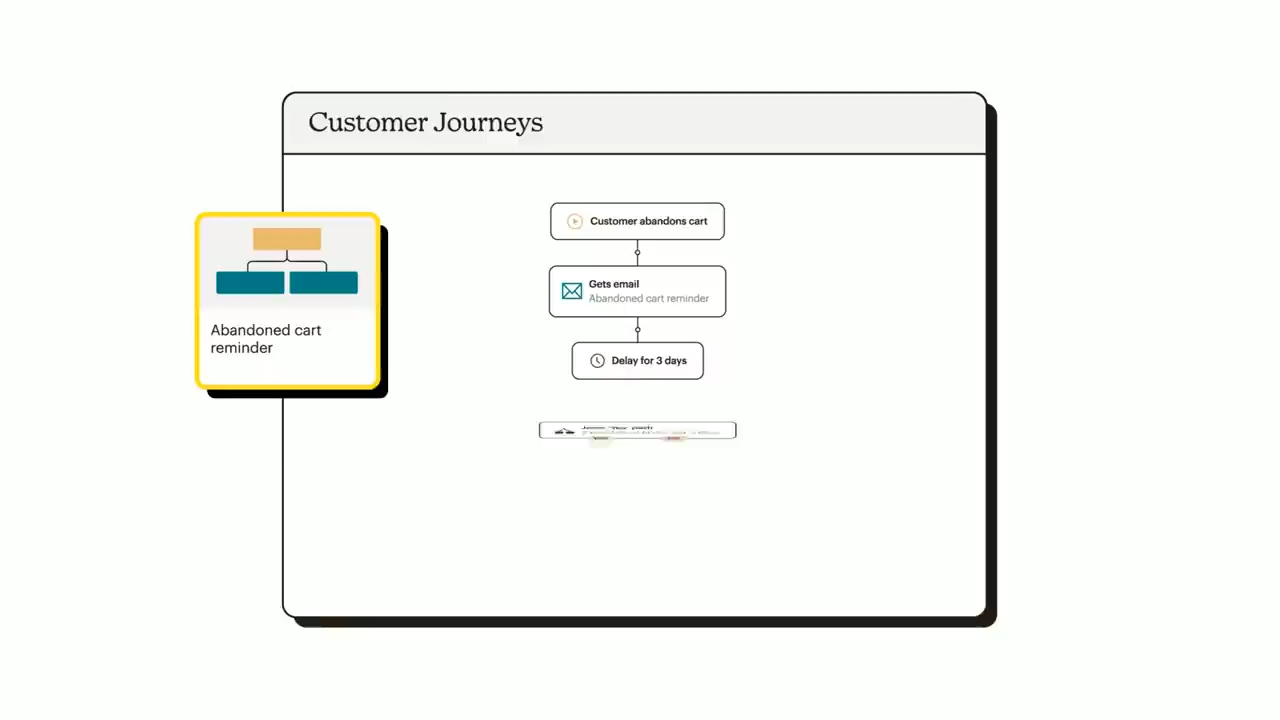 Customer Journeys
Customer abandons cart
Gets email
Abandoned cart reminder
Delay for 3 days
Abandoned cart
reminder